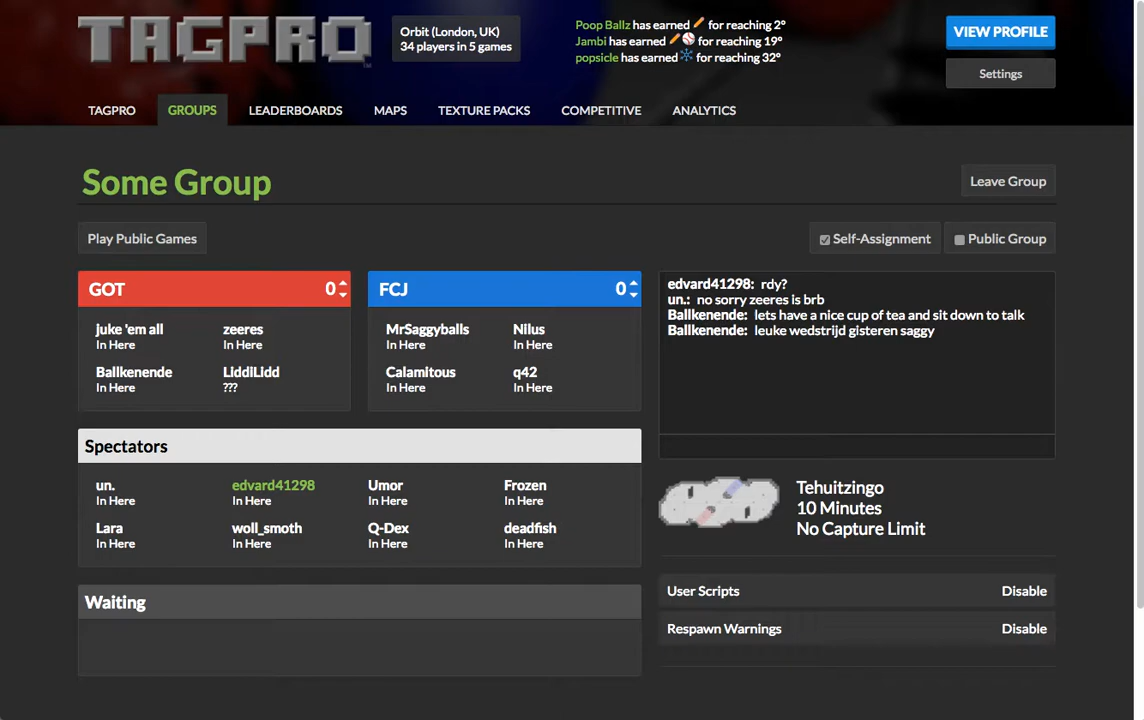 TAGPRO
Orbit (London, UK)
34 players in 5 games
Poop Ballz has earned for reaching 2°
Jambi has earned for reaching 19°
popsicle has earned for reaching 32°
VIEW PROFILE
Settings
TAGPRO GROUPS LEADERBOARDS MAPS TEXTURE PACKS COMPETITIVE ANALYTICS
Some Group
Leave Group
Play Public Games
Self-Assignment
Public Group
GOT 0
juke 'em all zeeres
In Here In Here
Ballkenende LiddiLidd
In Here ???
FCJ 0
MrSaggyballs Nilus
In Here In Here
Calamitous q42
In Here In Here
edvard41298: rdy?
un.: no sorry zeeres is brb
Ballkenende: lets have a nice cup of tea and sit down to talk
Ballkenende: leuke wedstrijd gisteren saggy
Spectators
un. edvard41298 Umor Frozen
In Here In Here In Here In Here
Lara woll_smoth Q-Dex deadfish
In Here In Here In Here In Here
Tehuitzingo
10 Minutes
No Capture Limit
Waiting
User Scripts Disable
Respawn Warnings Disable